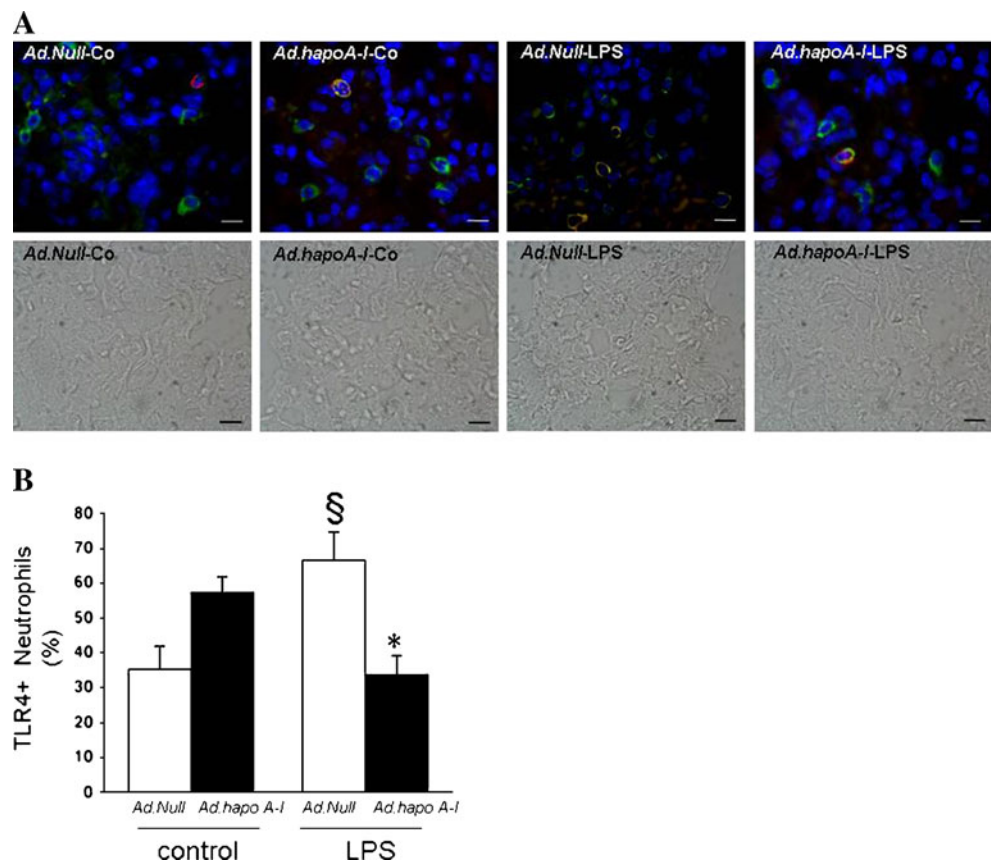 A
Ad.Null-Co Ad.hapoA-I-Co Ad.Null-LPS Ad.hapoA-I-LPS
Ad.Null-Co Ad.hapoA-I-Co Ad.Null-LPS Ad.hapoA-I-LPS
B
TLR4+ Neutrophils
(%)
80
70
60
50
40
30
20
10
0
§
*
Ad.Null Ad.hapo A-I Ad.Null Ad.hapo A-I
control LPS